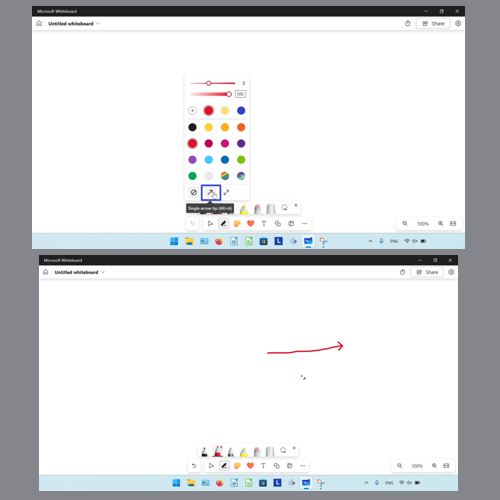 Microsoft Whiteboard
Untitled whiteboard
Share
3
100
Single arrow tip (Alt+A)
100%
ENG
Microsoft Whiteboard
Untitled whiteboard
Share
100%
ENG